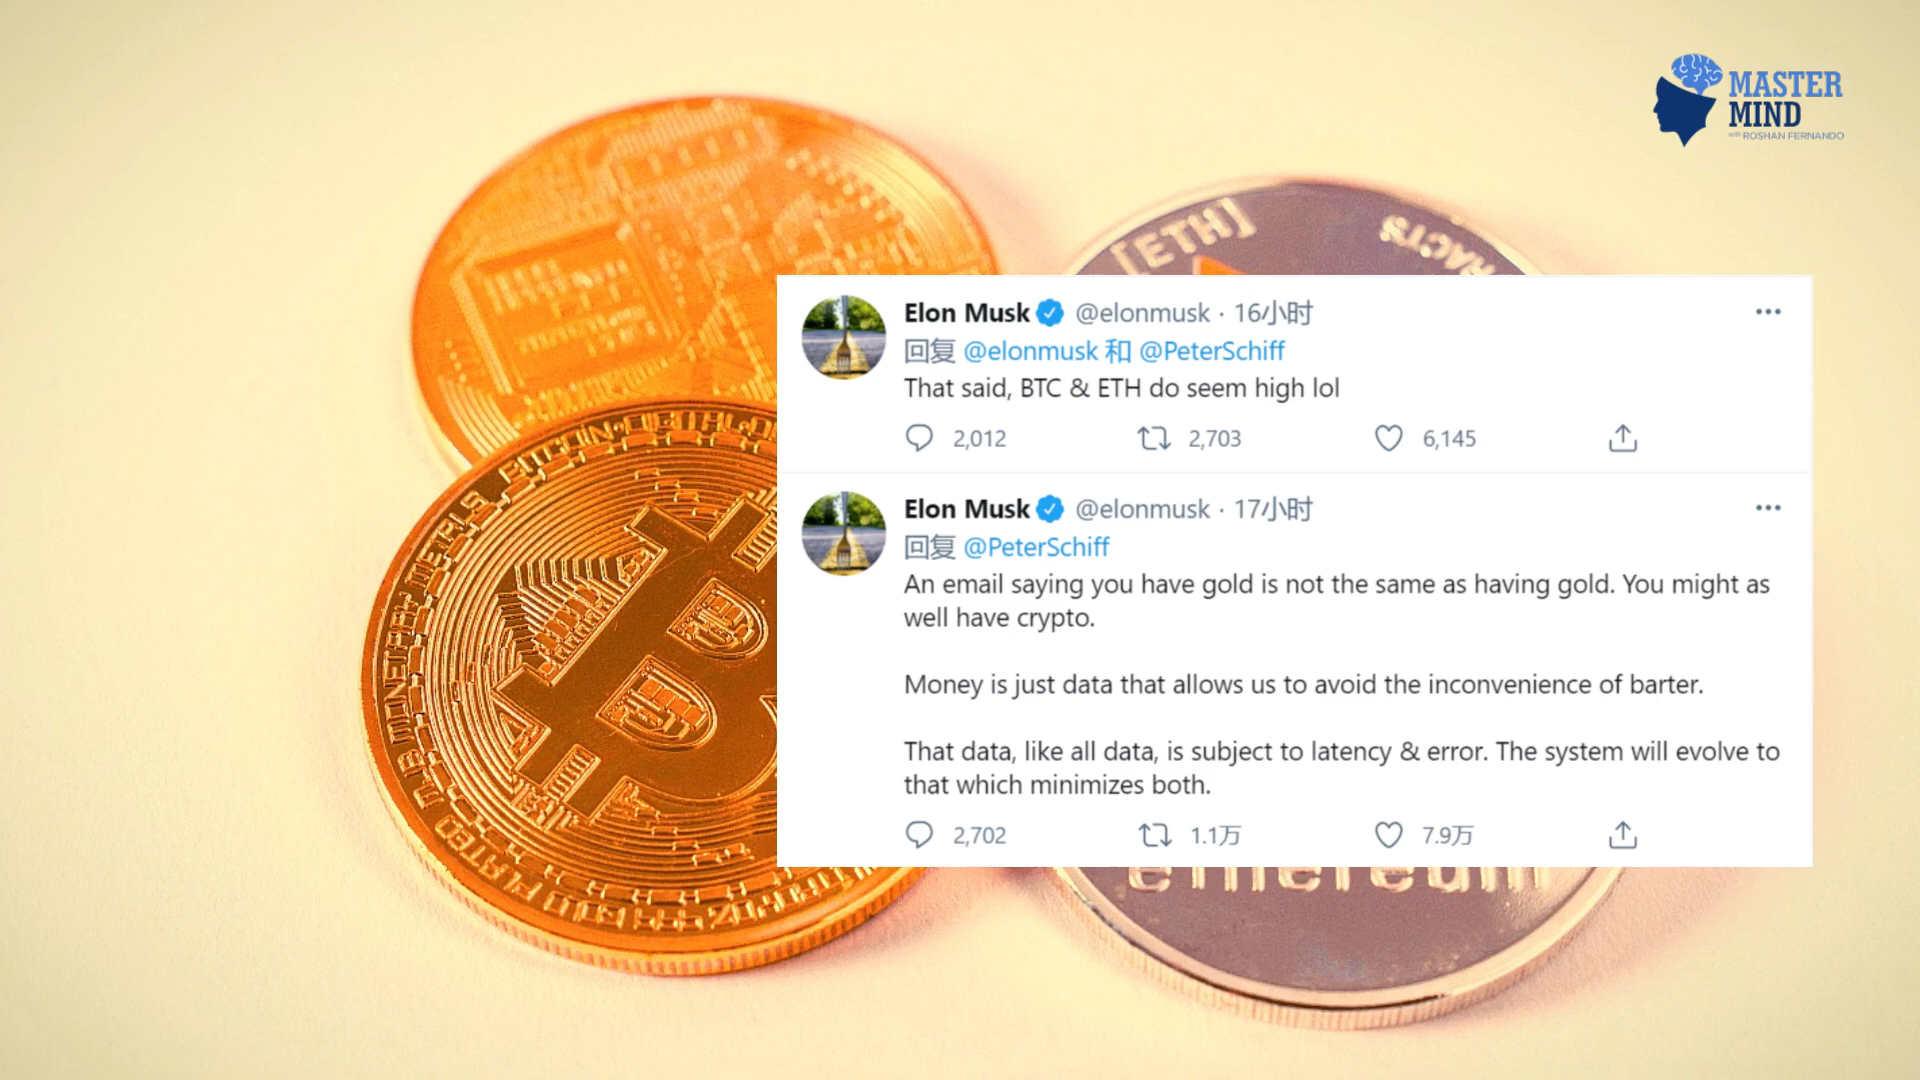 MASTER
MIND
with ROSHAN FERNANDO
[ETH]
RACTS
Elon Musk @elonmusk · 16小时
回复 @elonmusk 和 @PeterSchiff
That said, BTC & ETH do seem high lol
2,012 2,703 6,145
Elon Musk @elonmusk · 17小时
回复 @PeterSchiff
An email saying you have gold is not the same as having gold. You might as
well have crypto.
Money is just data that allows us to avoid the inconvenience of barter.
That data, like all data, is subject to latency & error. The system will evolve to
that which minimizes both.
2,702 1.1万 7.9万
ethereum